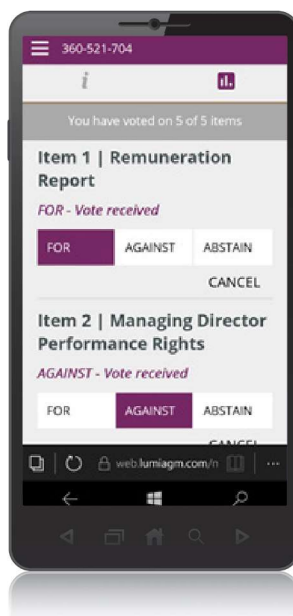 360-521-704
i
You have voted on 5 of 5 items
Item 1 | Remuneration
Report
FOR - Vote received
FOR AGAINST ABSTAIN
CANCEL
Item 2 | Managing Director
Performance Rights
AGAINST - Vote received
FOR AGAINST ABSTAIN
CANCEL
web.lumiagm.com/n